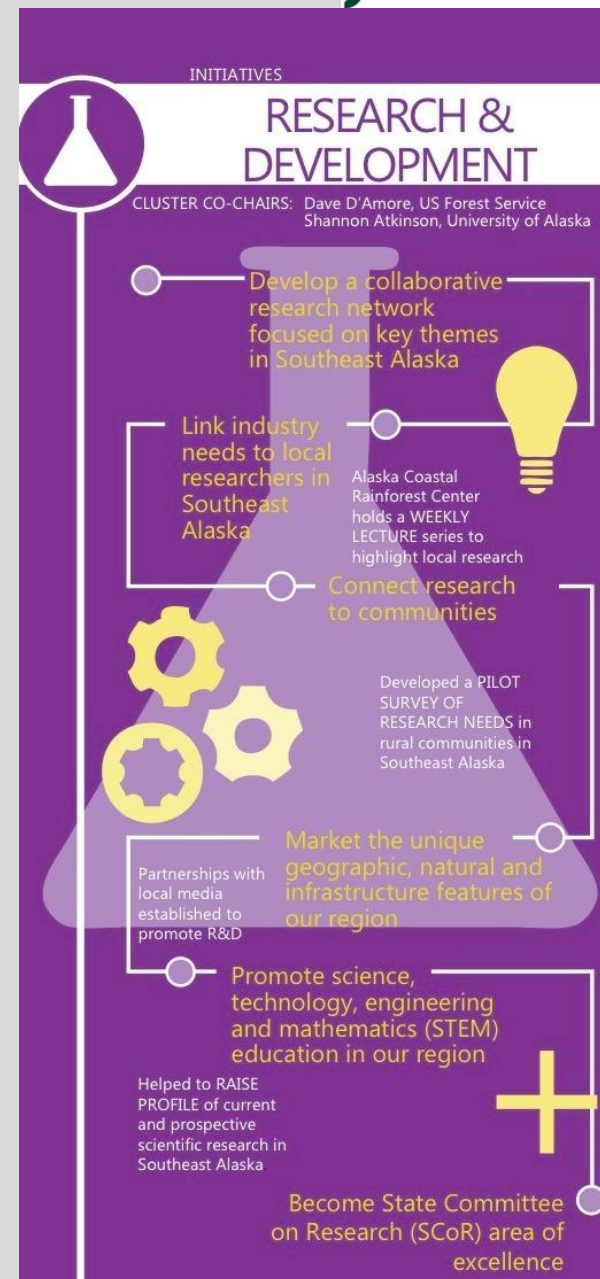 INITIATIVES
RESEARCH &
DEVELOPMENT
CLUSTER CO-CHAIRS: Dave D'Amore, US Forest Service
Shannon Atkinson, University of Alaska
Develop a collaborative
research network
focused on key themes
in Southeast Alaska
Link industry
needs to local
researchers in
Southeast
Alaska
Alaska Coastal
Rainforest Center
holds a WEEKLY
LECTURE series to
highlight local research
Connect research
to communities
Developed a PILOT
SURVEY OF
RESEARCH NEEDS in
rural communities in
Southeast Alaska
Market the unique
geographic, natural and
infrastructure features of
our region
Partnerships with
local media
established to
promote R&D
Promote science,
technology, engineering
and mathematics (STEM)
education in our region
Helped to RAISE
PROFILE of current
and prospective
scientific research in
Southeast Alaska
Become State Committee
on Research (SCoR) area of
excellence